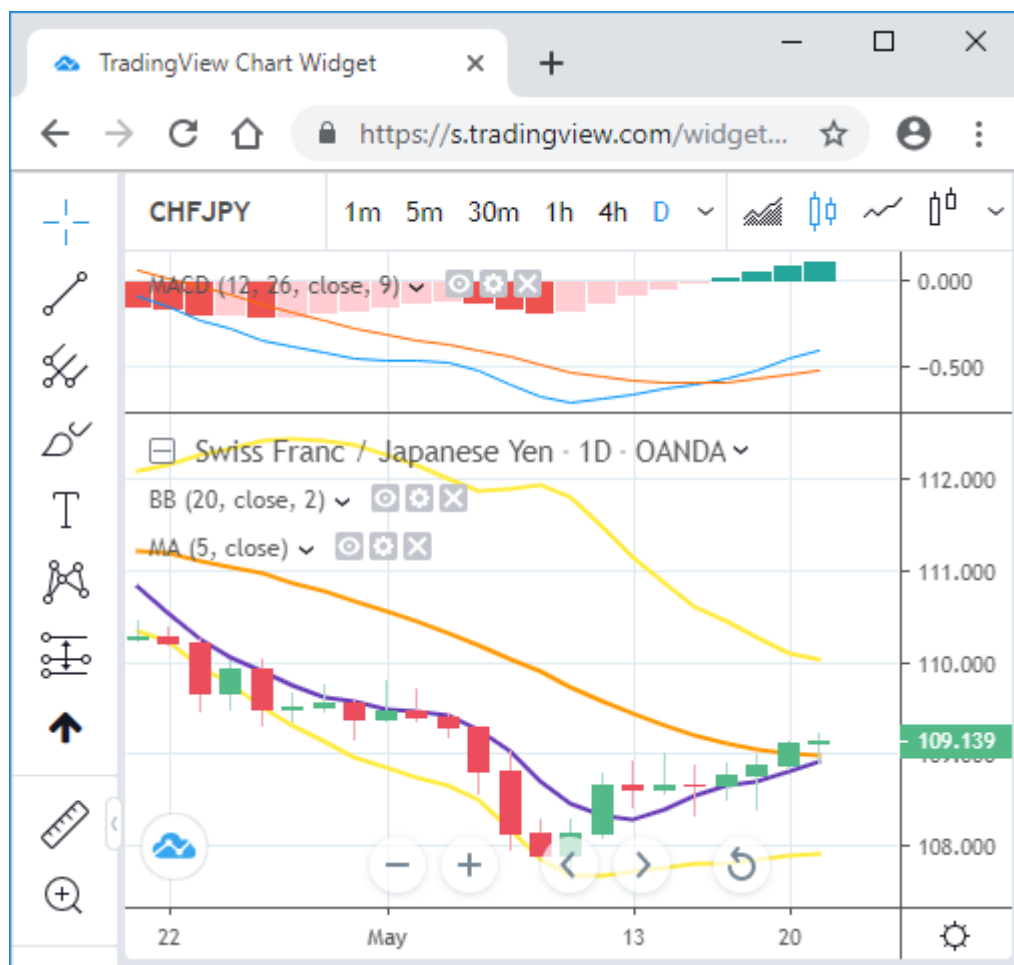 TradingView Chart Widget
https://s.tradingview.com/widget...
CHFJPY 1m 5m 30m 1h 4h D
MACD (12, 26, close, 9)
0.000
-0.500
Swiss Franc / Japanese Yen · 1D · OANDA
BB (20, close, 2)
MA (5, close)
112.000
111.000
110.000
109.139
109.000
108.000
22 May 13 20